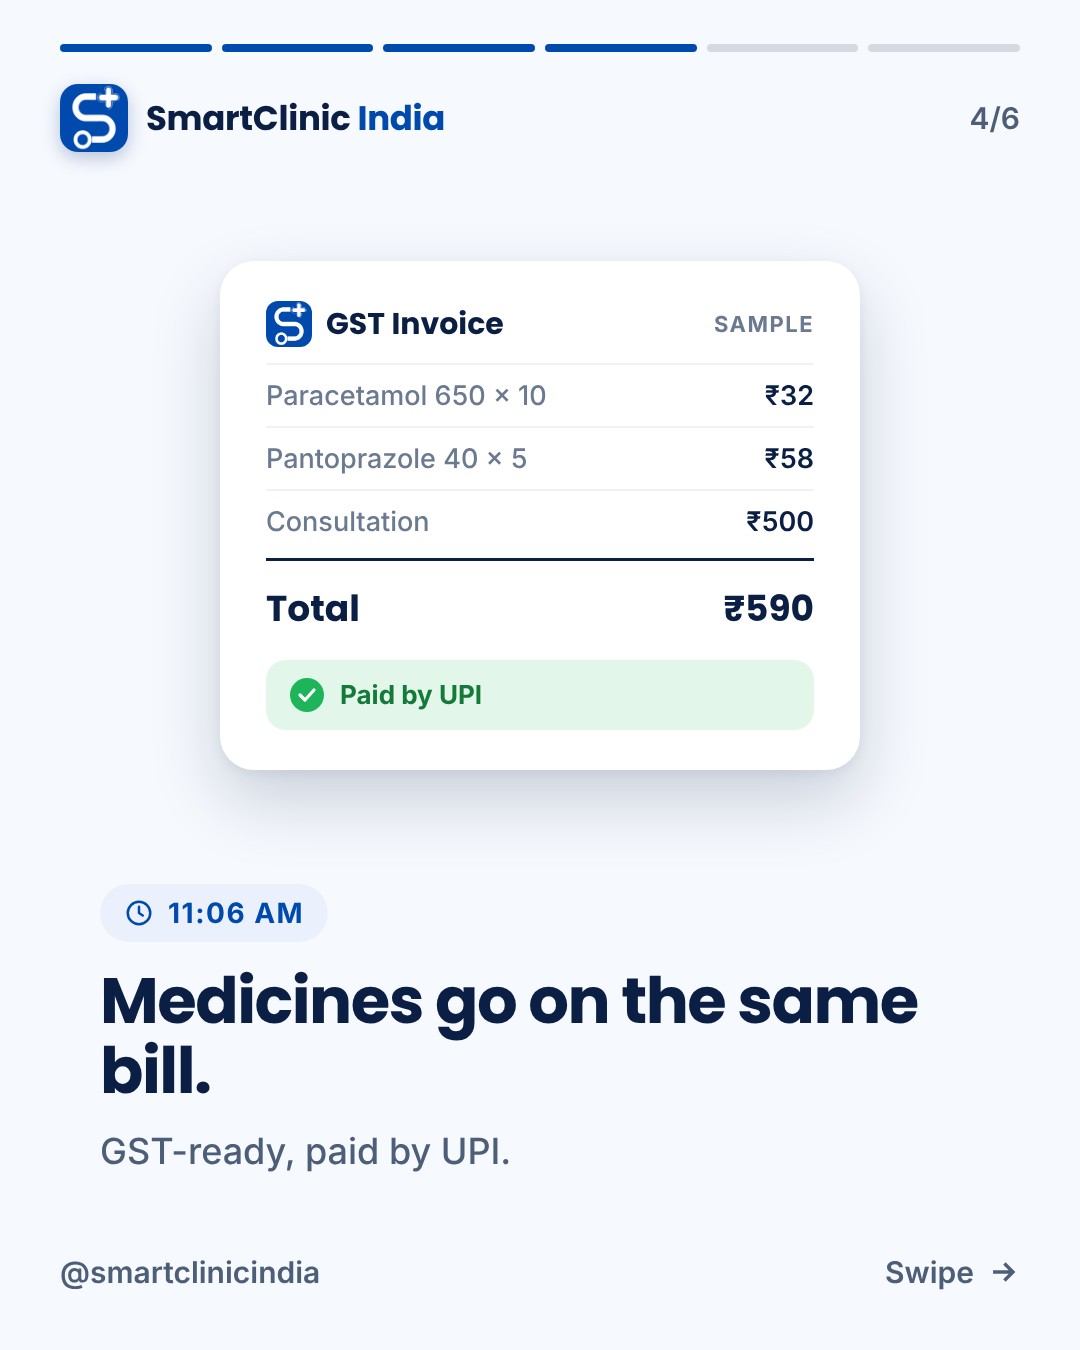 SmartClinic India
4/6
GST Invoice
SAMPLE
Paracetamol 650 × 10 ₹32
Pantoprazole 40 × 5 ₹58
Consultation ₹500
Total ₹590
Paid by UPI
11:06 AM
Medicines go on the same
bill.
GST-ready, paid by UPI.
@smartclinicindia
Swipe →